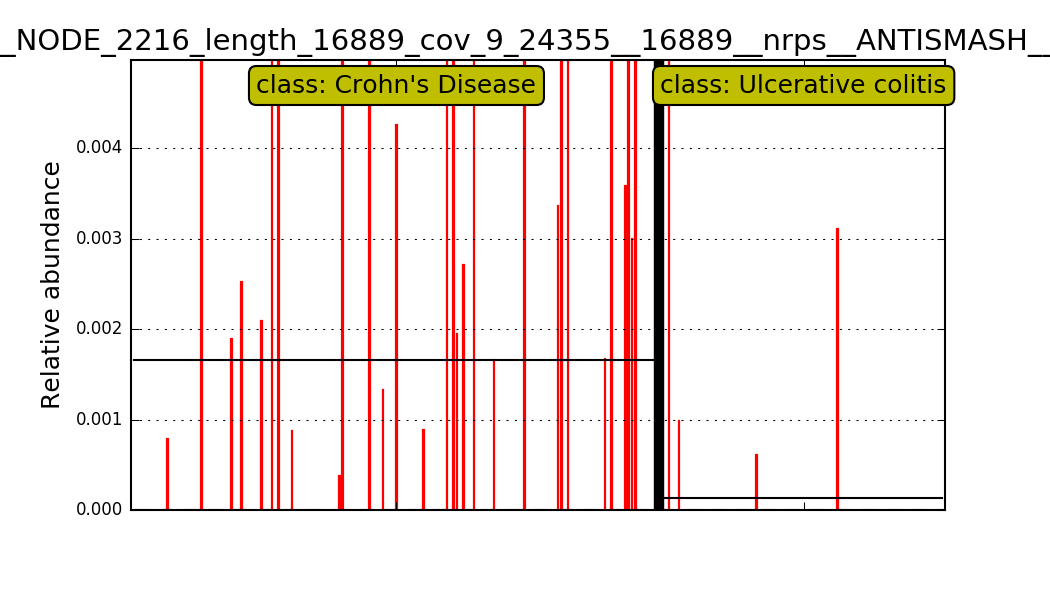 _NODE_2216_length_16889_cov_9_24355__16889__nrps__ANTISMASH__
class: Crohn's Disease
class: Ulcerative colitis
Relative abundance
0.004
0.003
0.002
0.001
0.000